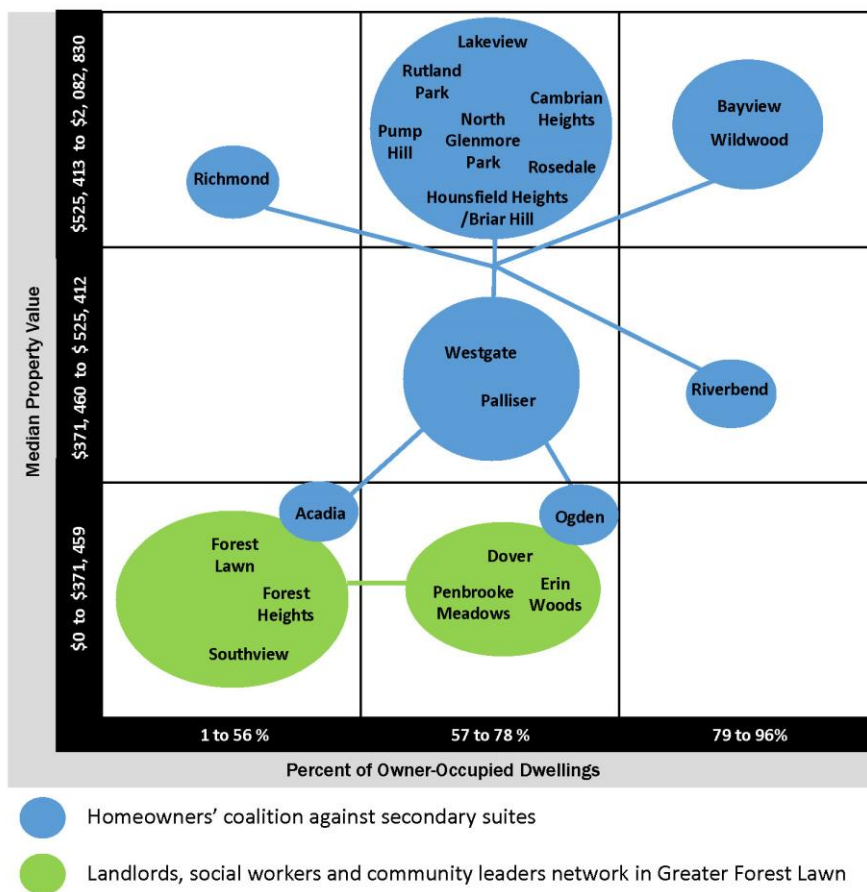 Median Property Value
$525, 413 to $2, 082, 830
$371, 460 to $ 525, 412
$0 to $371, 459
Lakeview
Rutland
Park
Cambrian
Heights
Pump
Hill
North
Glenmore
Park
Rosedale
Hounsfield Heights
/Briar Hill
Bayview
Wildwood
Richmond
Westgate
Palliser
Riverbend
Acadia
Ogden
Forest
Lawn
Forest
Heights
Southview
Dover
Penbrooke
Meadows
Erin
Woods
1 to 56 %
57 to 78 %
79 to 96%
Percent of Owner-Occupied Dwellings
Homeowners’ coalition against secondary suites
Landlords, social workers and community leaders network in Greater Forest Lawn